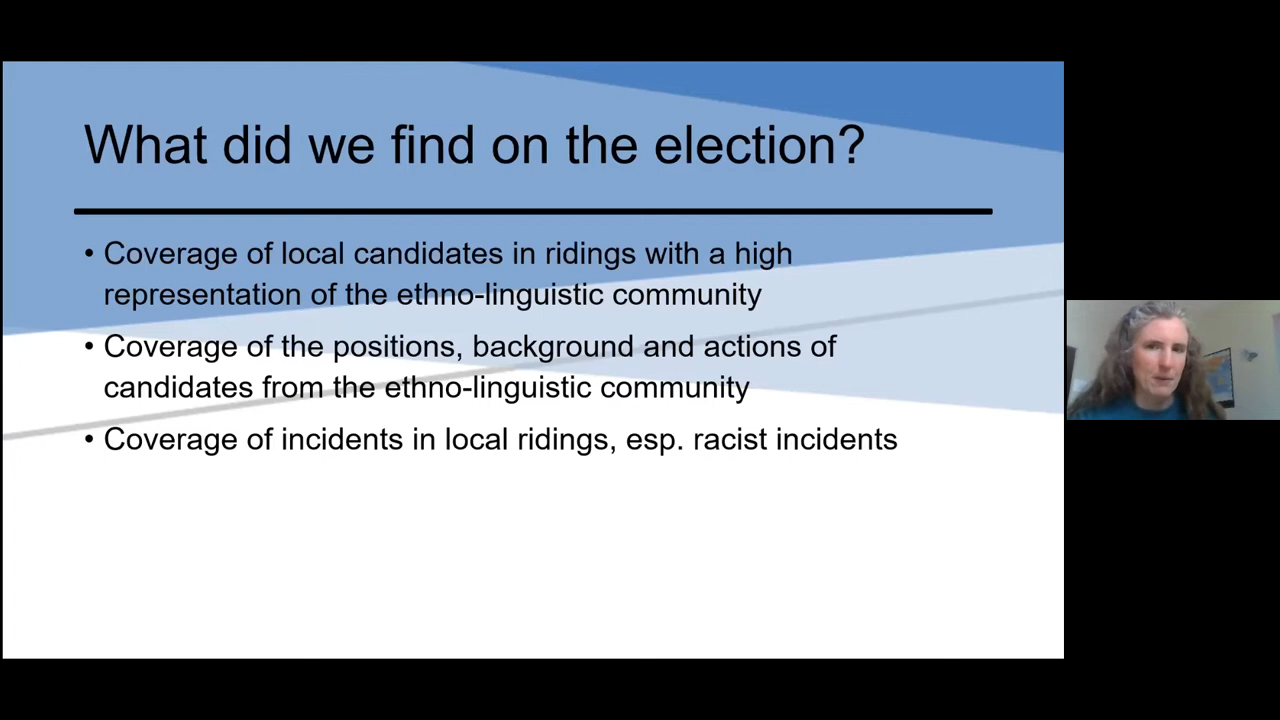 What did we find on the election?
• Coverage of local candidates in ridings with a high
representation of the ethno-linguistic community
• Coverage of the positions, background and actions of
candidates from the ethno-linguistic community
• Coverage of incidents in local ridings, esp. racist incidents